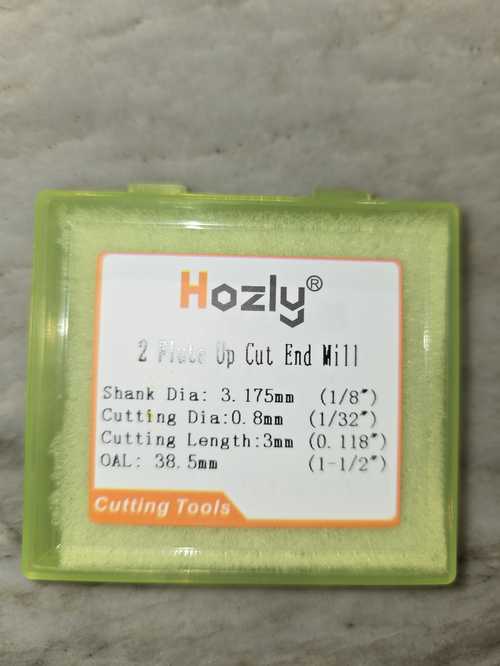 Hozly®
2 Flute Up Cut End Mill
Shank Dia: 3.175mm (1/8")
Cutting Dia:0.8mm (1/32")
Cutting Length:3mm (0.118")
OAL: 38.5mm (1-1/2")
Cutting Tools